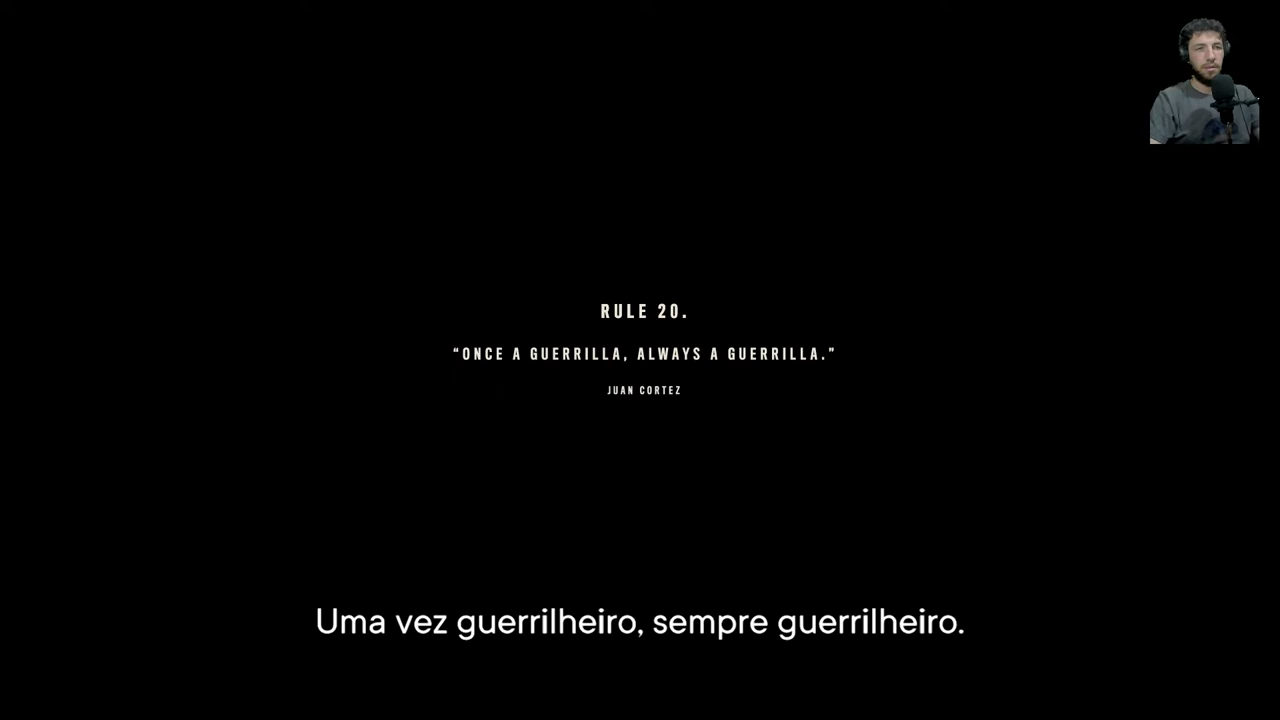 RULE 20.
“ONCE A GUERRILLA, ALWAYS A GUERRILLA.”
JUAN CORTEZ
Uma vez guerrilheiro, sempre guerrilheiro.